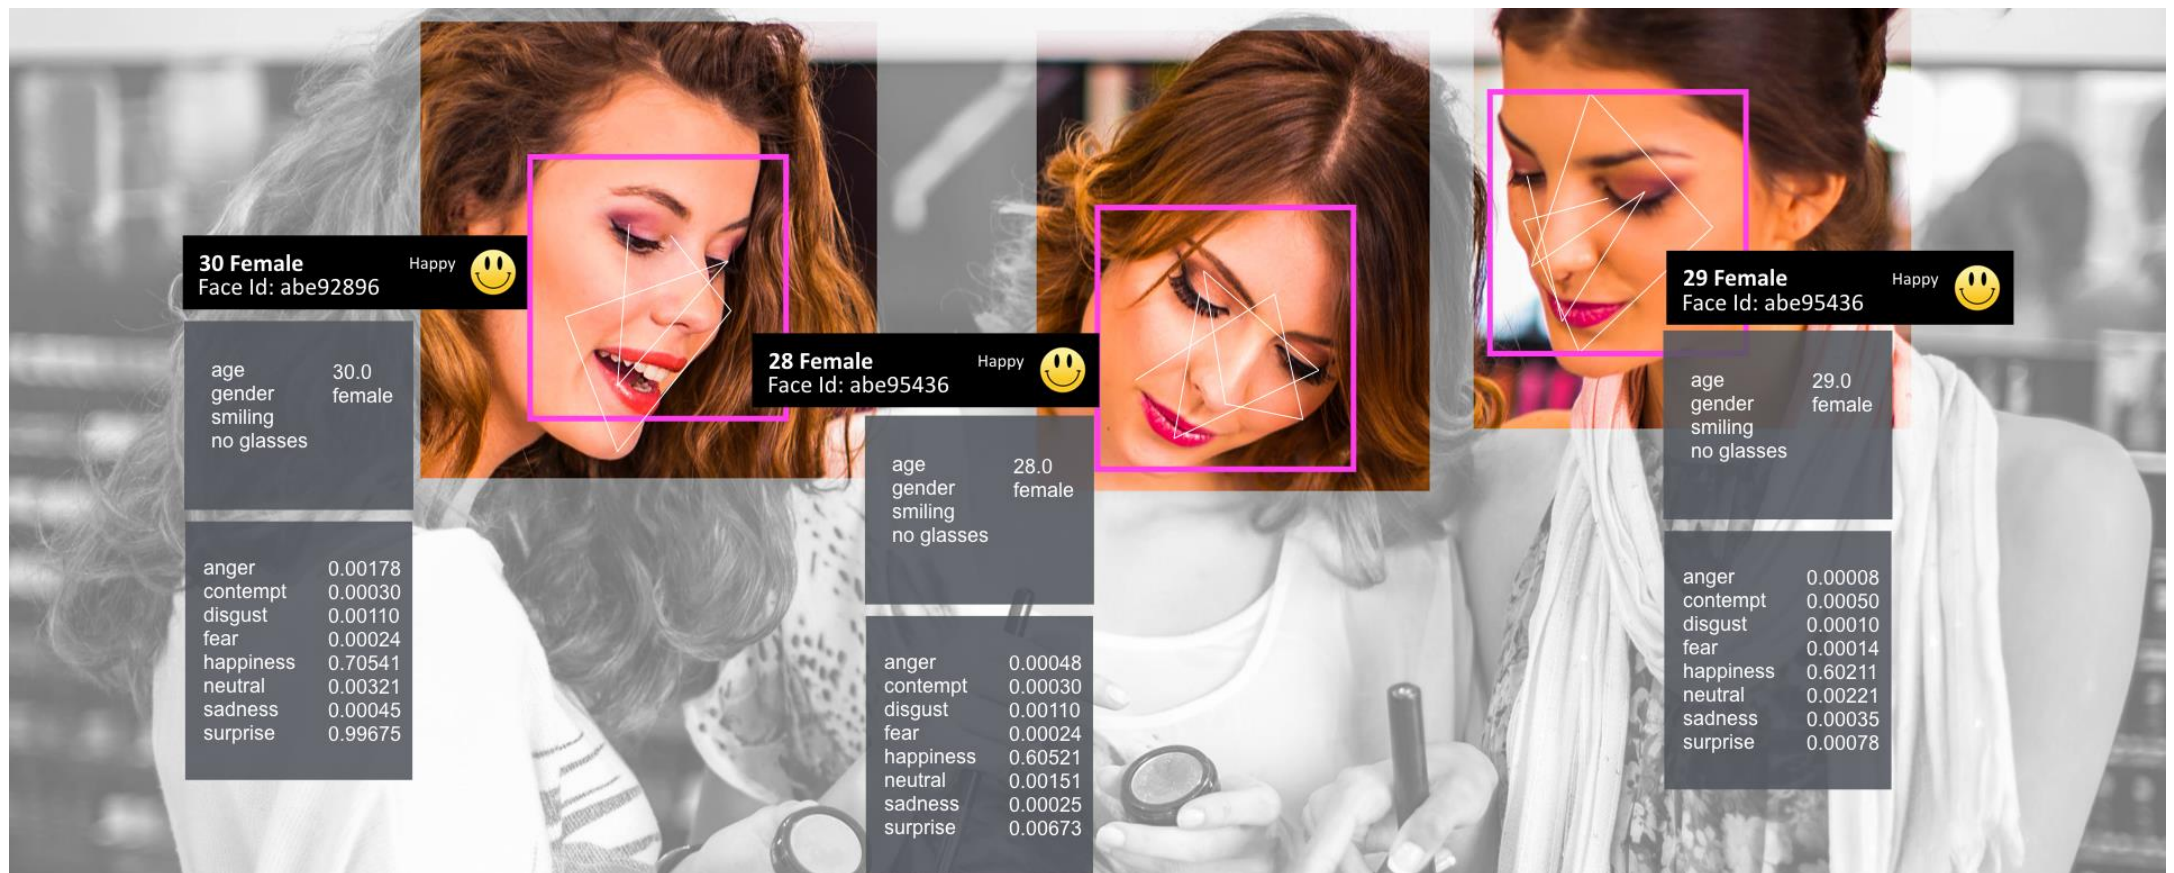 30 Female
Happy
Face Id: abe92896
age 30.0
gender female
smiling
no glasses
anger 0.00178
contempt 0.00030
disgust 0.00110
fear 0.00024
happiness 0.70541
neutral 0.00321
sadness 0.00045
surprise 0.99675
28 Female
Happy
Face Id: abe95436
age 28.0
gender female
smiling
no glasses
anger 0.00048
contempt 0.00030
disgust 0.00110
fear 0.00024
happiness 0.60521
neutral 0.00151
sadness 0.00025
surprise 0.00673
29 Female
Happy
Face Id: abe95436
age 29.0
gender female
smiling
no glasses
anger 0.00008
contempt 0.00050
disgust 0.00010
fear 0.00014
happiness 0.60211
neutral 0.00221
sadness 0.00035
surprise 0.00078